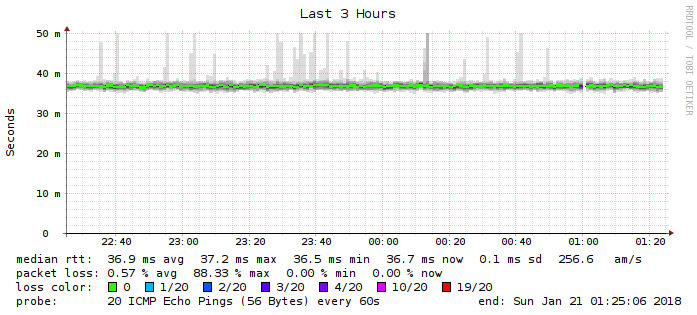 Last 3 Hours
RRDTOOL / TOBI OETIKER
Seconds
50 m
40 m
30 m
20 m
10 m
0
22:40 23:00 23:20 23:40 00:00 00:20 00:40 01:00 01:20
median rtt: 36.9 ms avg 37.2 ms max 36.5 ms min 36.7 ms now 0.1 ms sd 256.6 am/s
packet loss: 0.57 % avg 88.33 % max 0.00 % min 0.00 % now
loss color: 0 1/20 2/20 3/20 4/20 10/20 19/20
probe: 20 ICMP Echo Pings (56 Bytes) every 60s end: Sun Jan 21 01:25:06 2018